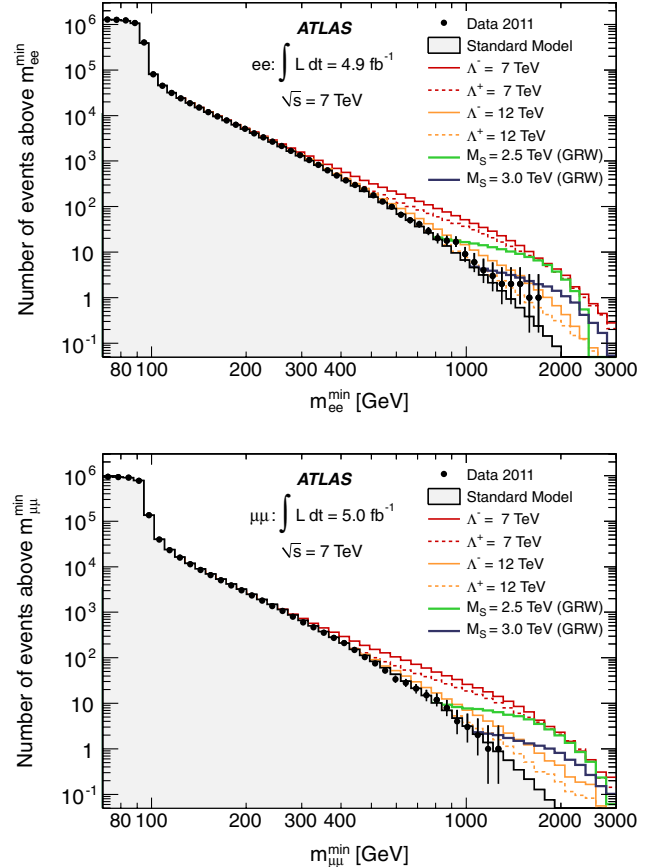 ATLAS
ee: ∫ L dt = 4.9 fb⁻¹
√s = 7 TeV
Data 2011
Standard Model
Λ⁻ = 7 TeV
Λ⁺ = 7 TeV
Λ⁻ = 12 TeV
Λ⁺ = 12 TeV
M_S = 2.5 TeV (GRW)
M_S = 3.0 TeV (GRW)
Number of events above m_ee^min
10⁶
10⁵
10⁴
10³
10²
10
1
10⁻¹
80 100 200 300 400 1000 2000 3000
m_ee^min [GeV]
ATLAS
μμ: ∫ L dt = 5.0 fb⁻¹
√s = 7 TeV
Data 2011
Standard Model
Λ⁻ = 7 TeV
Λ⁺ = 7 TeV
Λ⁻ = 12 TeV
Λ⁺ = 12 TeV
M_S = 2.5 TeV (GRW)
M_S = 3.0 TeV (GRW)
Number of events above m_μμ^min
10⁶
10⁵
10⁴
10³
10²
10
1
10⁻¹
80 100 200 300 400 1000 2000 3000
m_μμ^min [GeV]